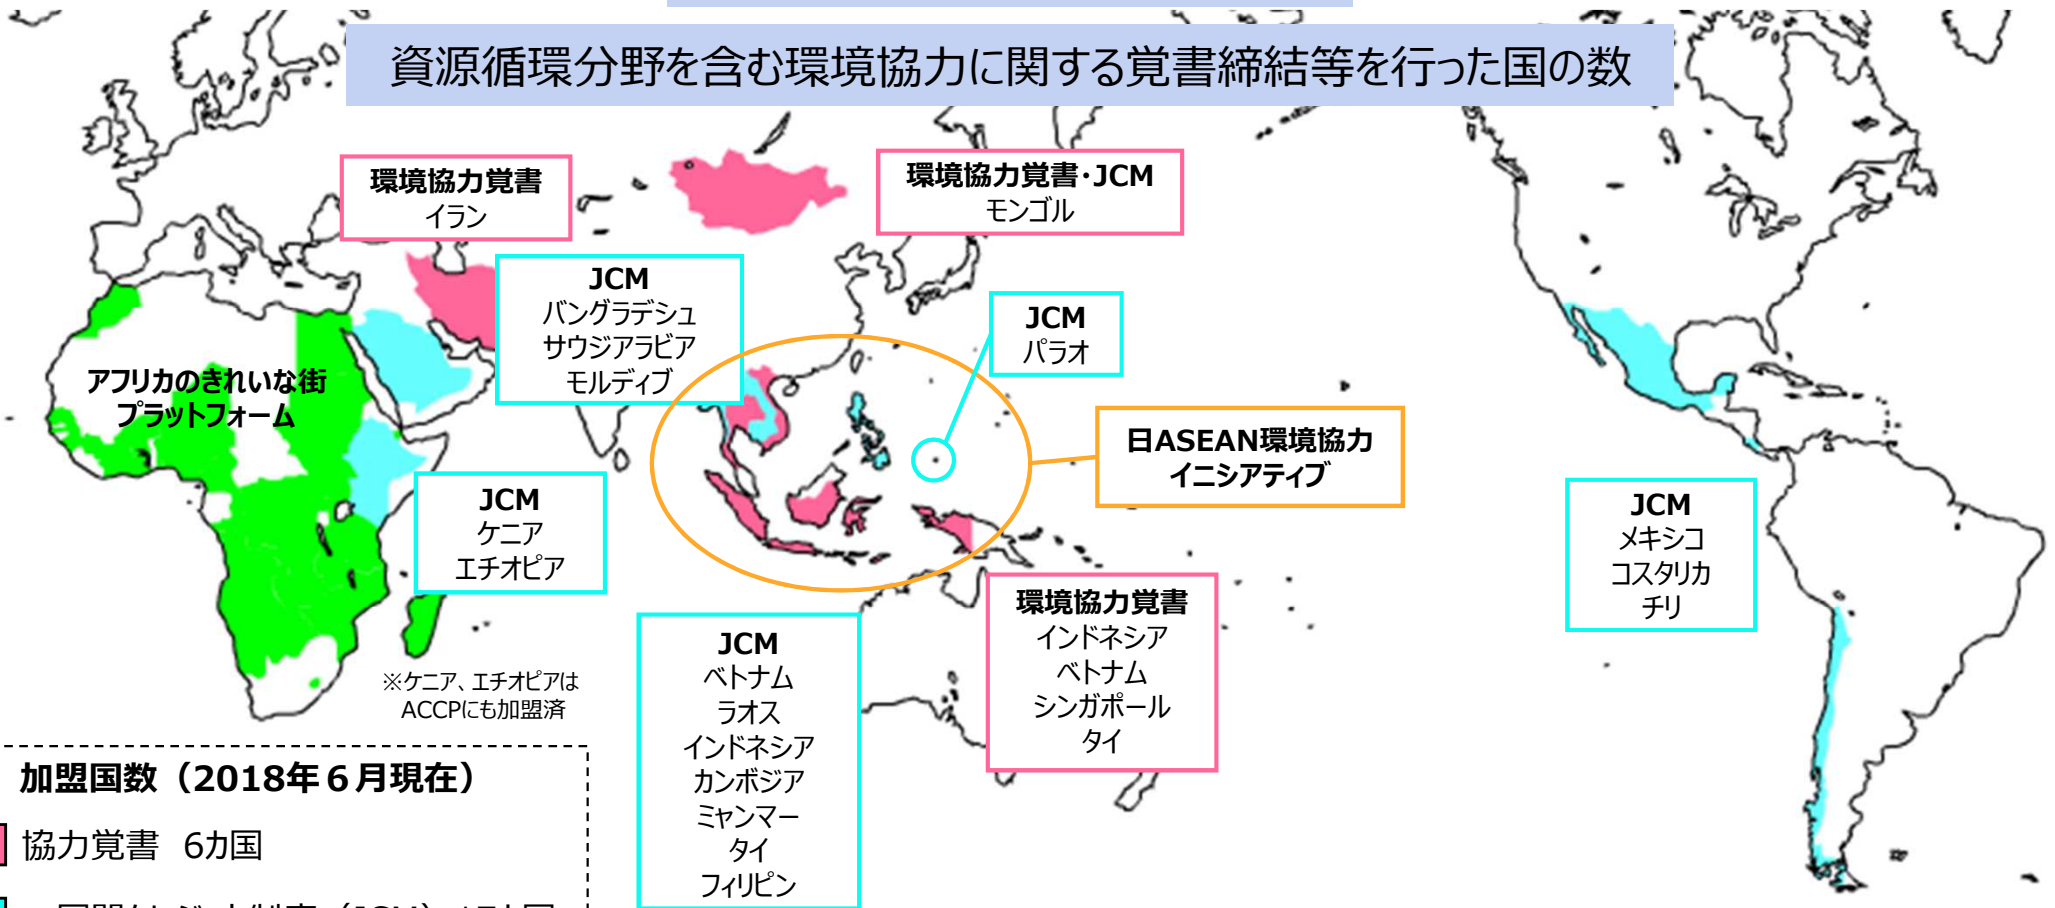 資源循環分野を含む環境協力に関する覚書締結等を行った国の数
環境協力覚書
イラン
環境協力覚書・JCM
モンゴル
JCM
バングラデシュ
サウジアラビア
モルディブ
JCM
パラオ
アフリカのきれいな街
プラットフォーム
日ASEAN環境協力
イニシアティブ
JCM
ケニア
エチオピア
JCM
メキシコ
コスタリカ
チリ
環境協力覚書
インドネシア
ベトナム
シンガポール
タイ
JCM
ベトナム
ラオス
インドネシア
カンボジア
ミャンマー
タイ
フィリピン
※ケニア、エチオピアは
ACCPにも加盟済
加盟国数（2018年６月現在）
協力覚書 6カ国